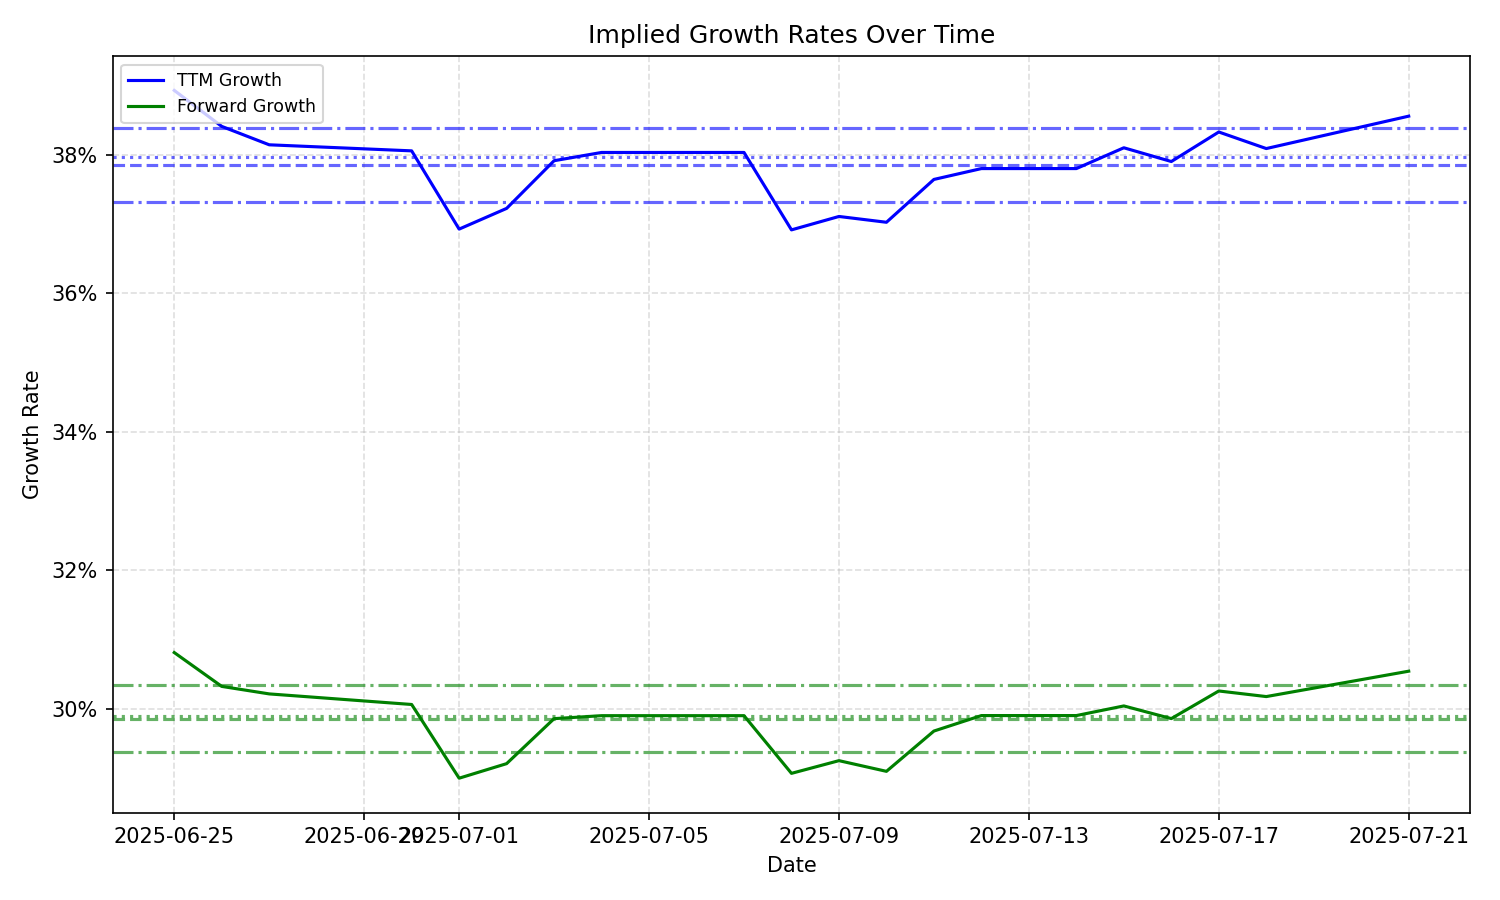 Implied Growth Rates Over Time
TTM Growth
Forward Growth
Growth Rate
38%
36%
34%
32%
30%
2025-06-25
2025-06-29
2025-07-01
2025-07-05
2025-07-09
2025-07-13
2025-07-17
2025-07-21
Date